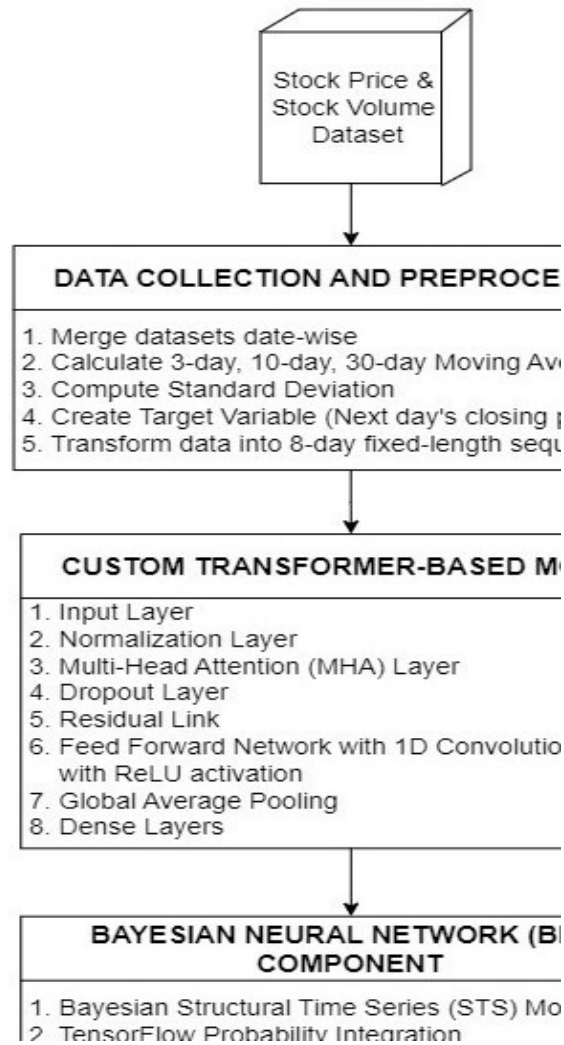 Stock Price &
Stock Volume
Dataset
DATA COLLECTION AND PREPROCE
1. Merge datasets date-wise
2. Calculate 3-day, 10-day, 30-day Moving Ave
3. Compute Standard Deviation
4. Create Target Variable (Next day's closing p
5. Transform data into 8-day fixed-length sequ
CUSTOM TRANSFORMER-BASED MO
1. Input Layer
2. Normalization Layer
3. Multi-Head Attention (MHA) Layer
4. Dropout Layer
5. Residual Link
6. Feed Forward Network with 1D Convolutio
with ReLU activation
7. Global Average Pooling
8. Dense Layers
BAYESIAN NEURAL NETWORK (B
COMPONENT
1. Bayesian Structural Time Series (STS) Mo
2. TensorFlow Probability Integration